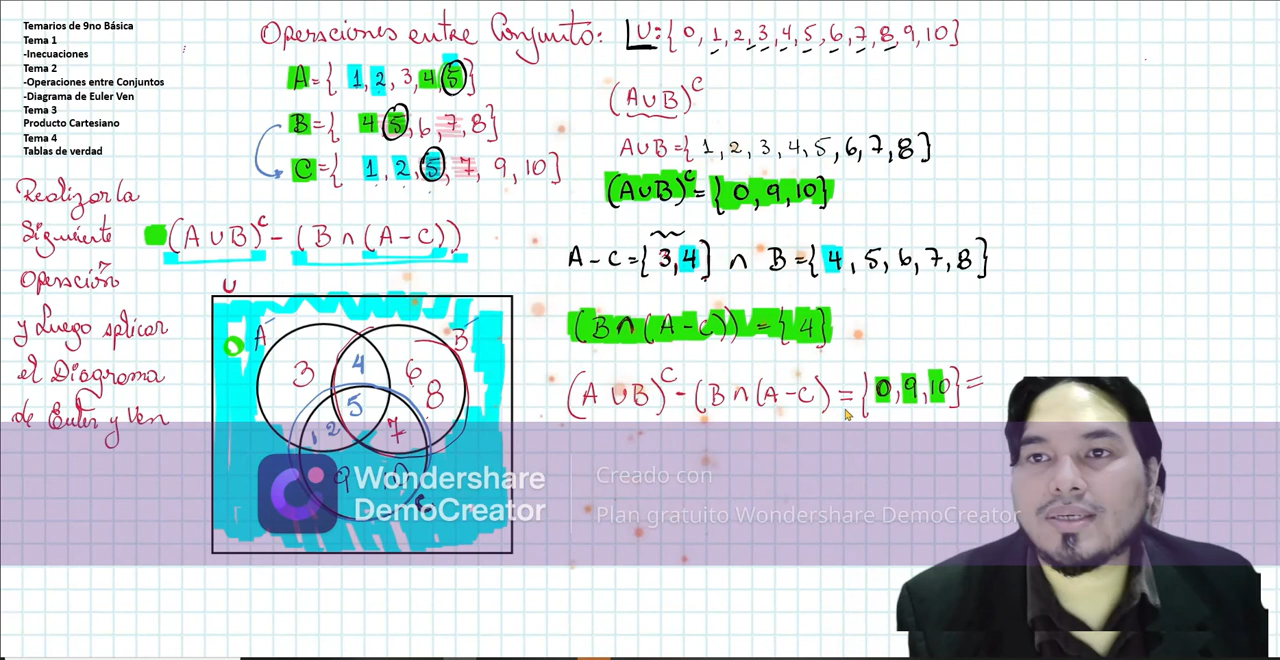 Temarios de 9no Básica
Tema 1
-Inecuaciones
Tema 2
-Operaciones entre Conjuntos
-Diagrama de Euler Ven
Tema 3
Producto Cartesiano
Tema 4
Tablas de verdad
Operaciones entre Conjunto: U:{ 0, 1, 2, 3, 4, 5, 6, 7, 8, 9, 10}
A={ 1, 2, 3, 4, 5}
B={ 4, 5, 6, 7, 8}
C={ 1, 2, 5, 7, 9, 10}
Realizar la
Siguiente
Operación
y Luego aplicar
el Diagrama
de Euler y Ven
(A ∪ B)ᶜ - (B ∩ (A - C))
U
A B
3 4 6
8
5
1 2 7
9
C
0
(A∪B)ᶜ
A∪B={ 1, 2, 3, 4, 5, 6, 7, 8}
(A∪B)ᶜ={ 0, 9, 10}
A-C={3,4} ∩ B={4, 5, 6, 7, 8}
(B∩(A-C)) = {4}
(A ∪B)ᶜ-(B∩(A-C) = {0, 9, 10}=
Wondershare
DemoCreator
Creado con
Plan gratuito Wondershare DemoCreator